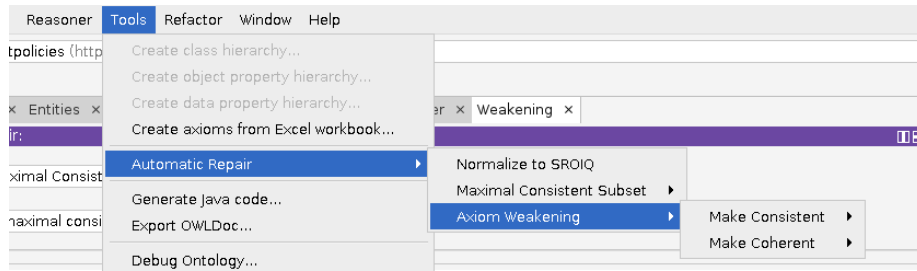 Reasoner Tools Refactor Window Help
tpolicies (http
Create class hierarchy...
Create object property hierarchy...
Create data property hierarchy...
× Entities × er × Weakening ×
Create axioms from Excel workbook...
ir:
Automatic Repair
Normalize to SROIQ
ximal Consist
Maximal Consistent Subset
Generate Java code...
naximal consi
Axiom Weakening
Make Consistent
Export OWLDoc...
Make Coherent
Debug Ontology...